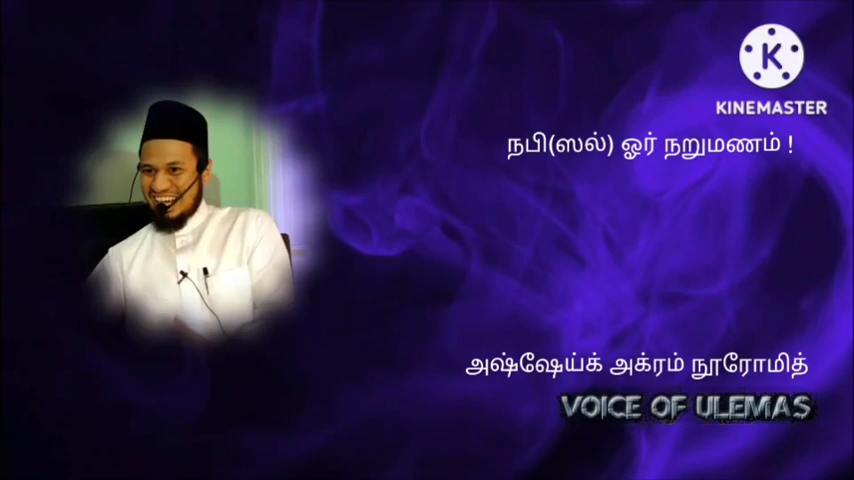 KINEMASTER
நபி(ஸல்) ஓர் நறுமணம் !
அஷ்ஷேய்க் அக்ரம் நூரோமித்
VOICE OF ULEMAS